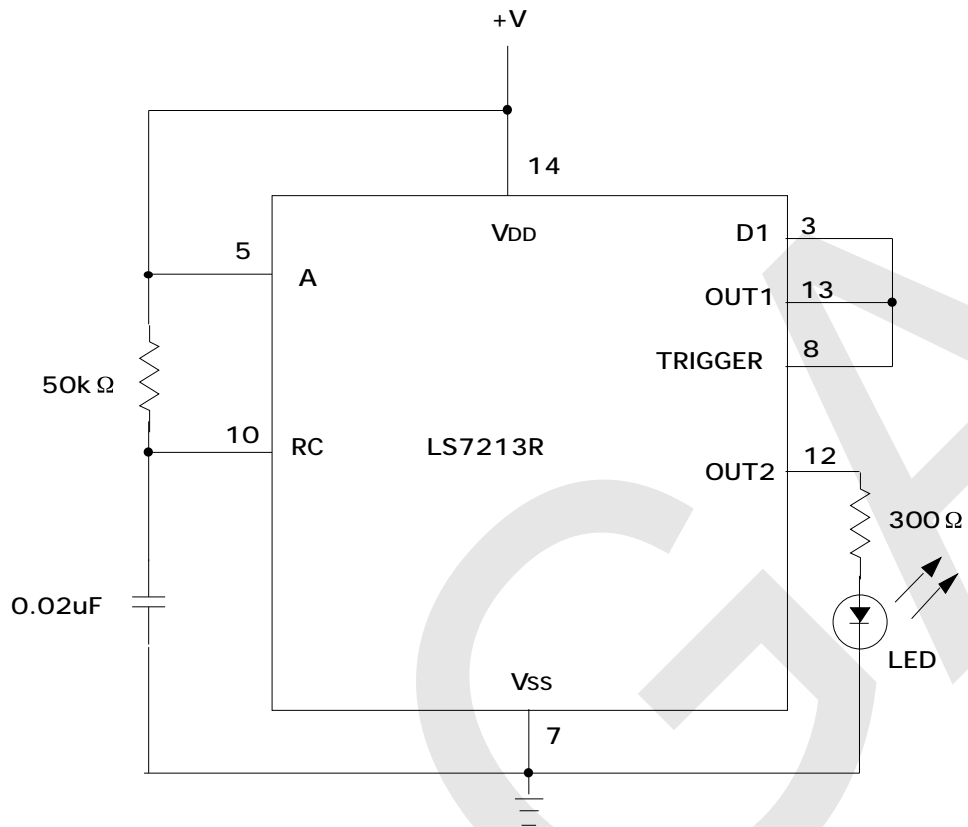 +V
14
VDD
D1
3
5
A
OUT1
13
TRIGGER
8
50k Ω
10
RC
LS7213R
OUT2
12
300 Ω
0.02uF
LED
VSS
7
GA